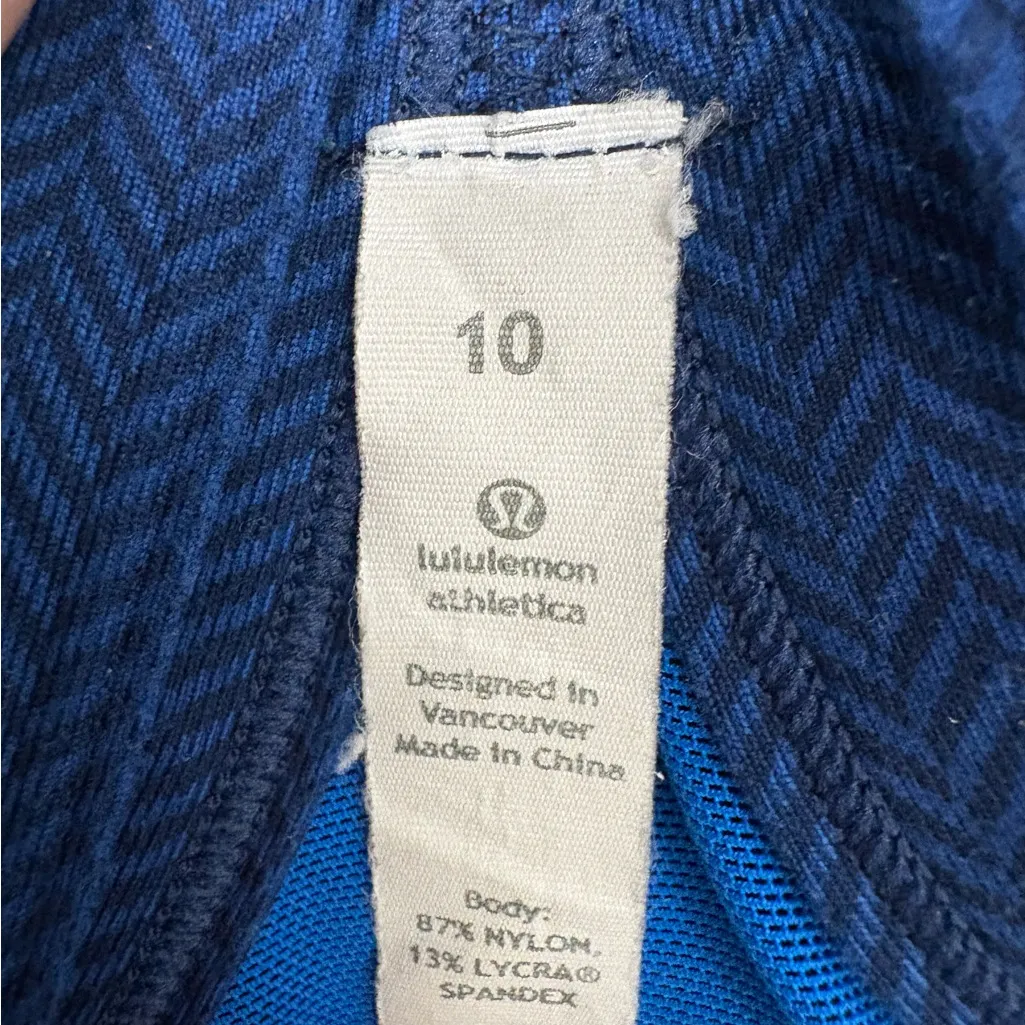 10
lululemon
athletica
Designed in
Vancouver
Made in China
Body:
87% NYLON,
13% LYCRA®
SPANDEX